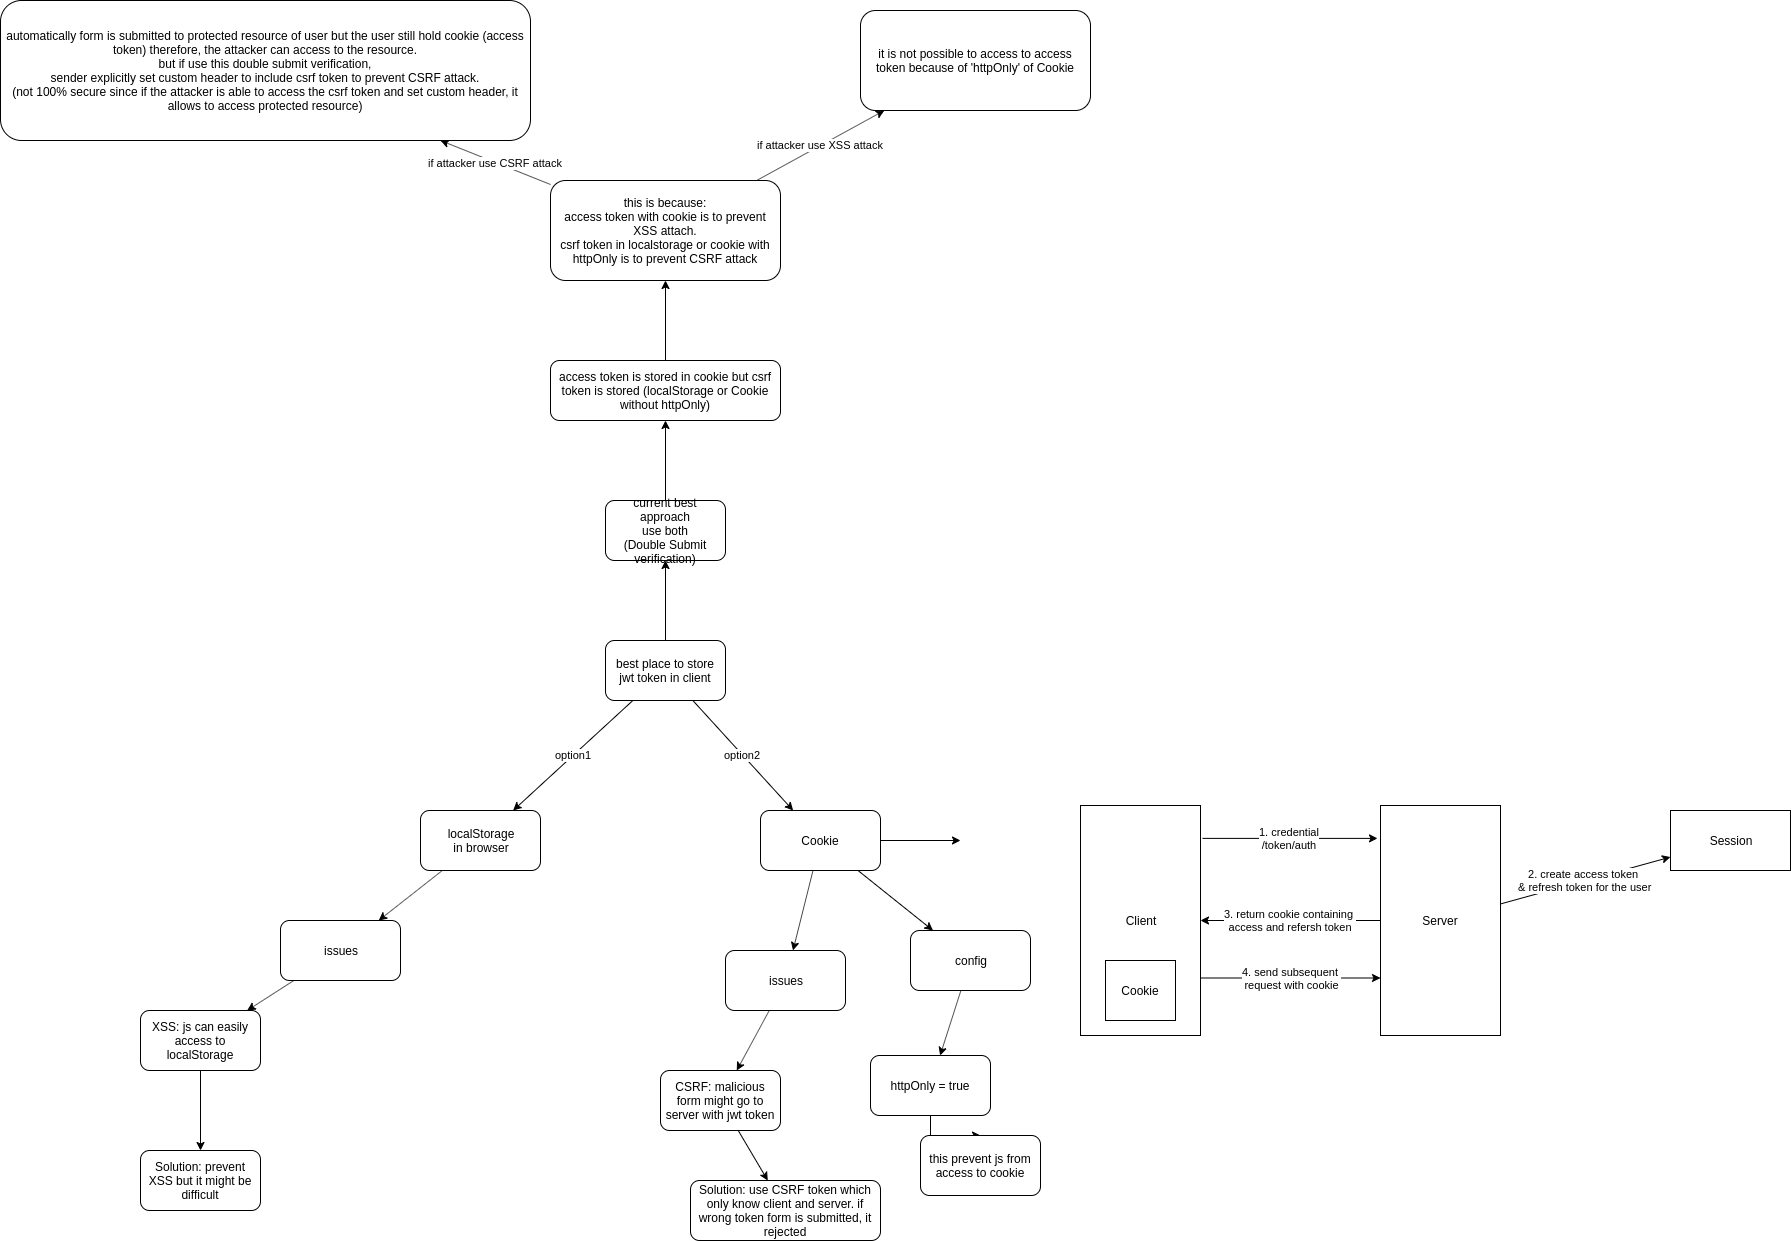 automatically form is submitted to protected resource of user but the user still hold cookie (access
token) therefore, the attacker can access to the resource.
but if use this double submit verification,
sender explicitly set custom header to include csrf token to prevent CSRF attack.
(not 100% secure since if the attacker is able to access the csrf token and set custom header, it
allows to access protected resource)
it is not possible to access to access
token because of 'httpOnly' of Cookie
if attacker use CSRF attack
if attacker use XSS attack
this is because:
access token with cookie is to prevent
XSS attach.
csrf token in localstorage or cookie with
httpOnly is to prevent CSRF attack
access token is stored in cookie but csrf
token is stored (localStorage or Cookie
without httpOnly)
current best
approach
use both
(Double Submit
verification)
best place to store
jwt token in client
option1
option2
localStorage
in browser
Cookie
issues
XSS: js can easily
access to
localStorage
Solution: prevent
XSS but it might be
difficult
issues
CSRF: malicious
form might go to
server with jwt token
Solution: use CSRF token which
only know client and server. if
wrong token form is submitted, it
rejected
config
httpOnly = true
this prevent js from
access to cookie
Client
Cookie
1. credential
/token/auth
3. return cookie containing
access and refersh token
4. send subsequent
request with cookie
Server
2. create access token
& refresh token for the user
Session